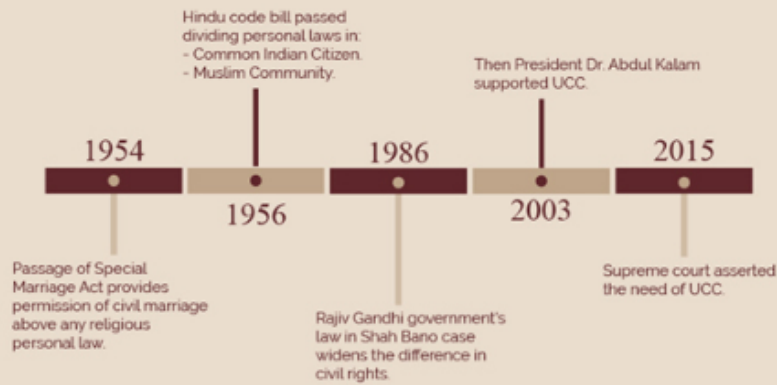 Hindu code bill passed
dividing personal laws in:
- Common Indian Citizen.
- Muslim Community.
Then President Dr. Abdul Kalam
supported UCC.
1954
1986
2015
1956
2003
Passage of Special
Marriage Act provides
permission of civil marriage
above any religious
personal law.
Rajiv Gandhi government's
law in Shah Bano case
widens the difference in
civil rights.
Supreme court asserted
the need of UCC.